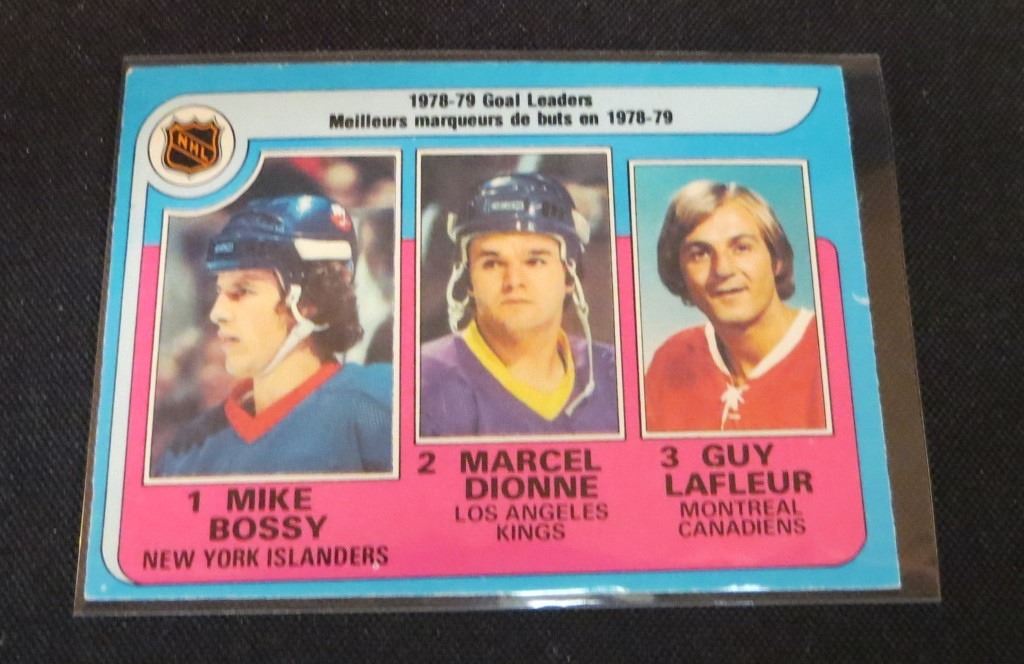 1978-79 Goal Leaders
Meilleurs marqueurs de buts en 1978-79
NHL
1 MIKE
BOSSY
NEW YORK ISLANDERS
2 MARCEL
DIONNE
LOS ANGELES
KINGS
3 GUY
LAFLEUR
MONTREAL
CANADIENS